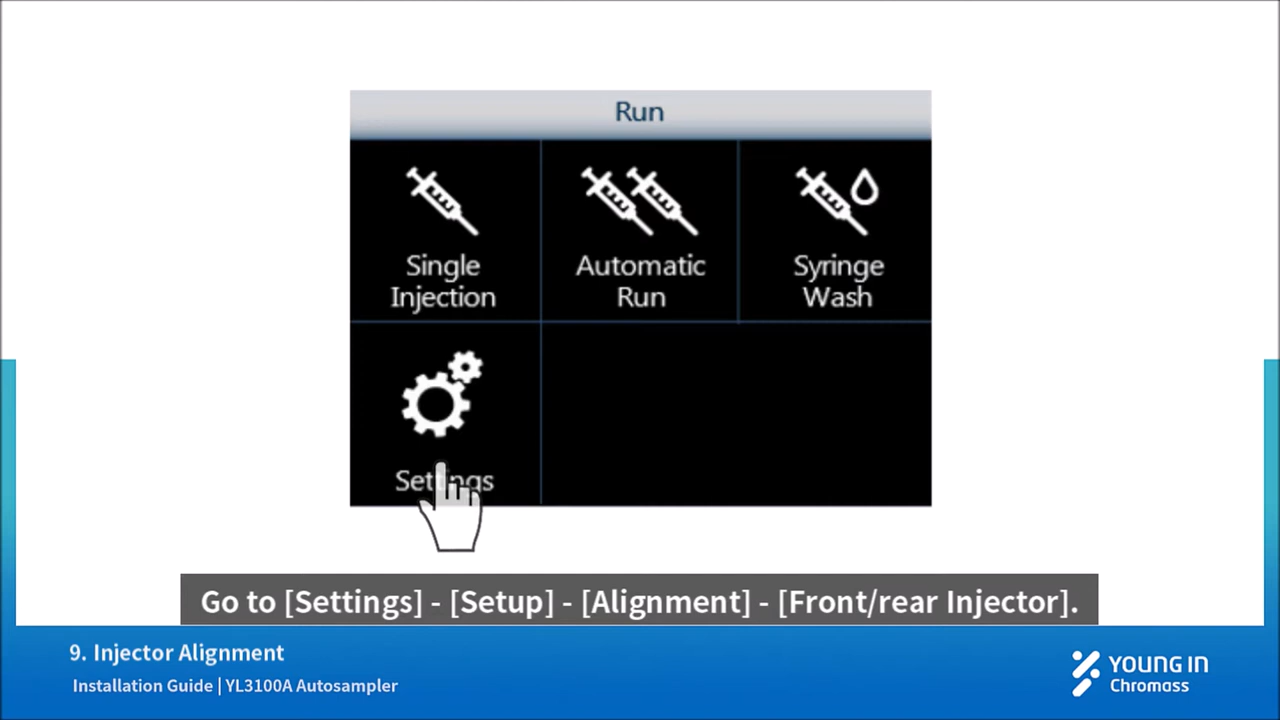 Run
Single
Injection
Automatic
Run
Syringe
Wash
Settings
Go to [Settings] - [Setup] - [Alignment] - [Front/rear Injector].
9. Injector Alignment
Installation Guide | YL3100A Autosampler
YOUNG IN
Chromass